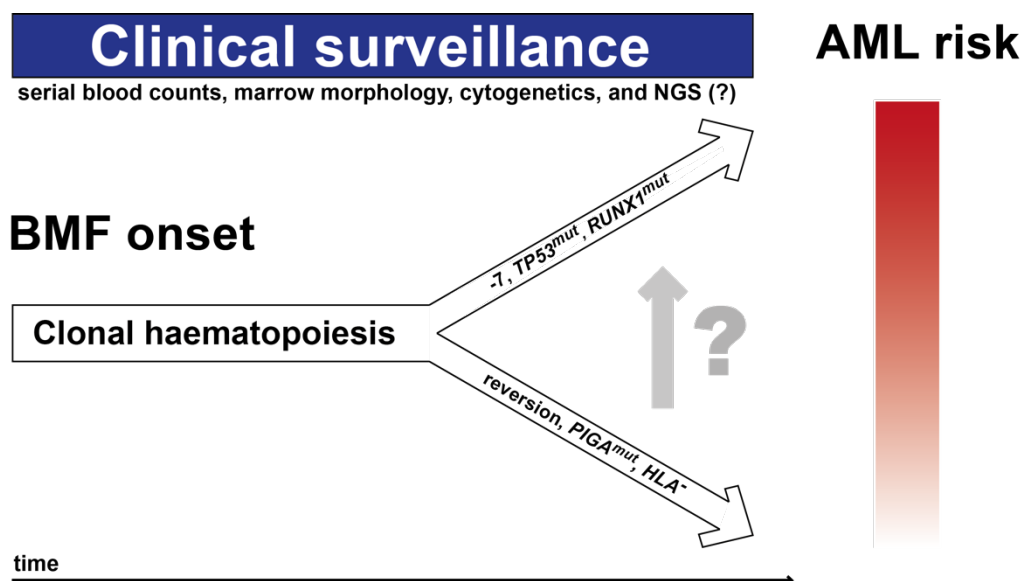 Clinical surveillance
AML risk
serial blood counts, marrow morphology, cytogenetics, and NGS (?)
BMF onset
-7, TP53mut, RUNX1mut
?
Clonal haematopoiesis
reversion, PIGAmut, HLA-
time